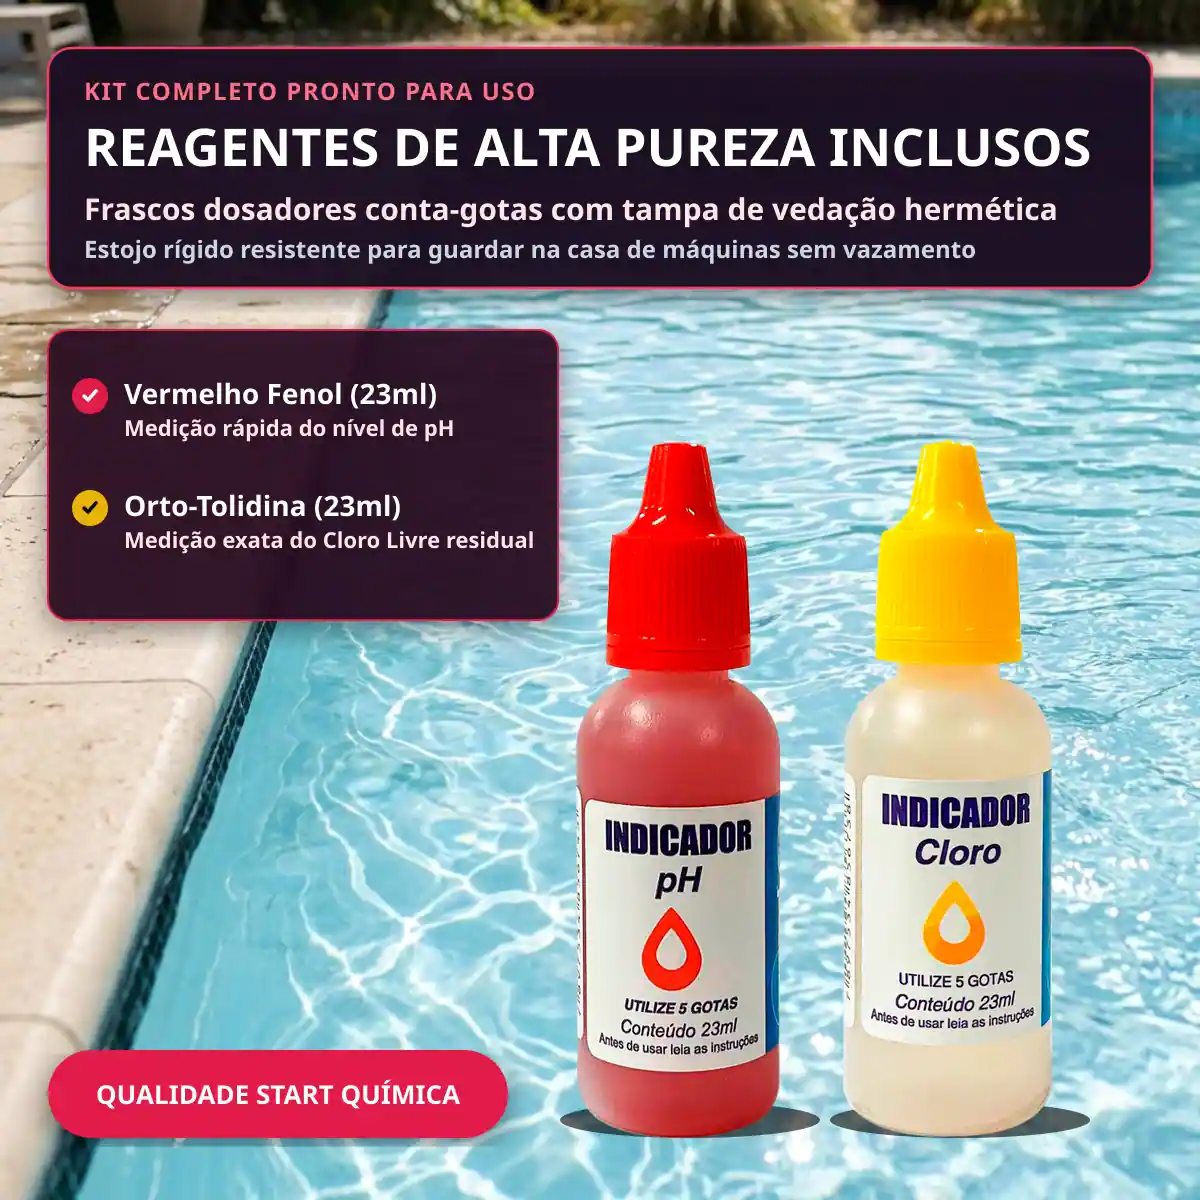 KIT COMPLETO PRONTO PARA USO
REAGENTES DE ALTA PUREZA INCLUSOS
Frascos dosadores conta-gotas com tampa de vedação hermética
Estojo rígido resistente para guardar na casa de máquinas sem vazamento
Vermelho Fenol (23ml)
Medição rápida do nível de pH
Orto-Tolidina (23ml)
Medição exata do Cloro Livre residual
INDICADOR
pH
UTILIZE 5 GOTAS
Conteúdo 23ml
Antes de usar leia as instruções
INDICADOR
Cloro
UTILIZE 5 GOTAS
Conteúdo 23ml
Antes de usar leia as instruções
QUALIDADE START QUÍMICA